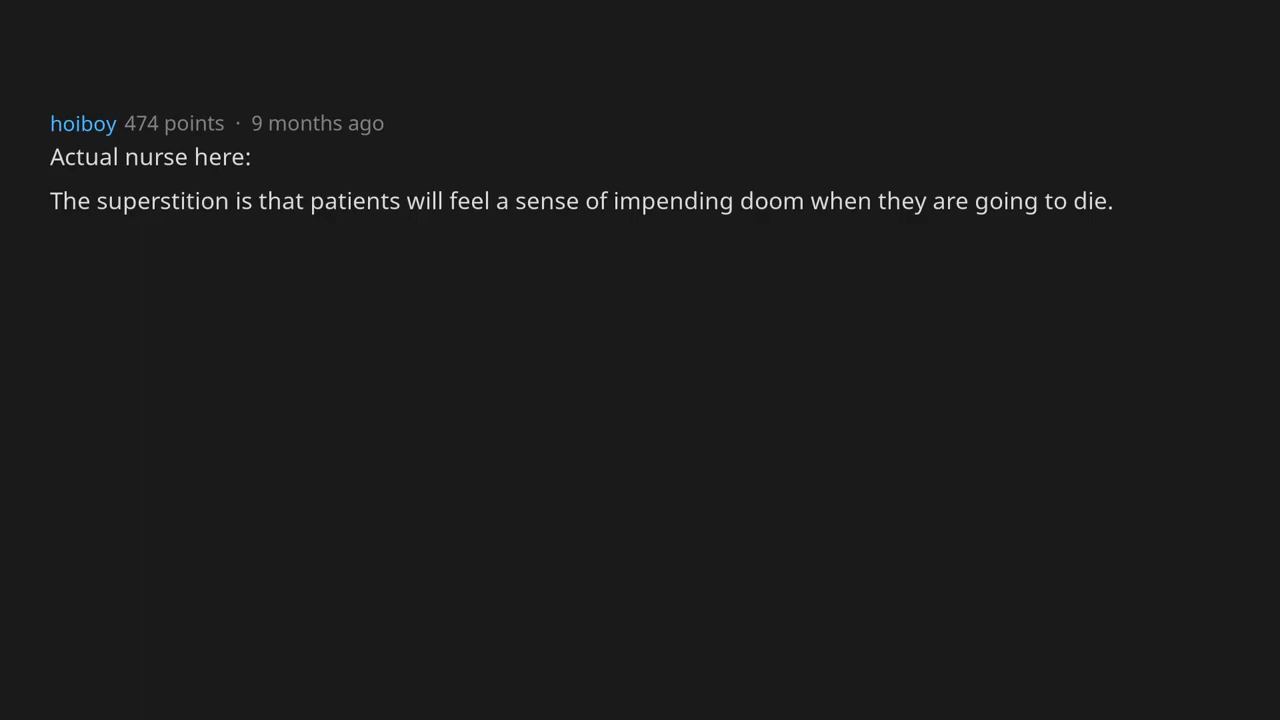 hoiboy 474 points · 9 months ago
Actual nurse here:
The superstition is that patients will feel a sense of impending doom when they are going to die.